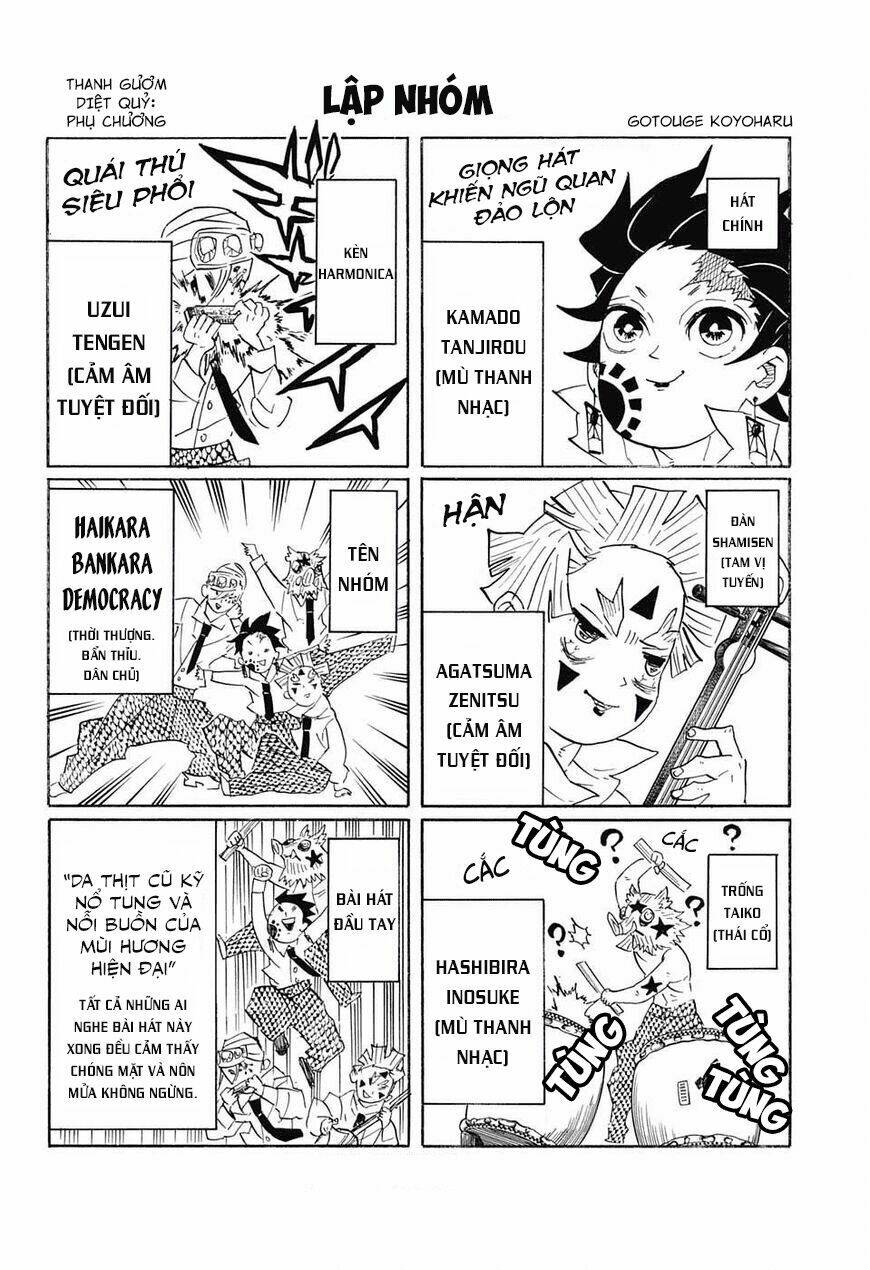 THANH GƯƠM
DIỆT QUỶ:
PHỤ CHƯƠNG
LẬP NHÓM
GOTOUGE KOYOHARU
GIỌNG HÁT
KHIẾN NGŨ QUAN
ĐẢO LỘN
HÁT
CHÍNH
KAMADO
TANJIROU
(MÙ THANH
NHẠC)
HẬN
ĐÀN
SHAMISEN
(TAM VỊ
TUYẾN)
AGATSUMA
ZENITSU
(CẢM ÂM
TUYỆT ĐỐI)
CẮC
TÙNG
?
CẮC
?
TRỐNG
TAIKO
(THÁI CỔ)
?
HASHIBIRA
INOSUKE
(MÙ THANH
NHẠC)
TÙNG
TÙNG
TÙNG
QUÁI THÚ
SIÊU PHỔI
KÈN
HARMONICA
UZUI
TENGEN
(CẢM ÂM
TUYỆT ĐỐI)
TÊN
NHÓM
HAIKARA
BANKARA
DEMOCRACY
(THỜI THƯỢNG.
BẨN THỈU.
DÂN CHỦ)
BÀI HÁT
ĐẦU TAY
"DA THỊT CŨ KỸ
NỔ TUNG VÀ
NỖI BUỒN CỦA
MÙI HƯƠNG
HIỆN ĐẠI"
TẤT CẢ NHỮNG AI
NGHE BÀI HÁT NÀY
XONG ĐỀU CẢM THẤY
CHÓNG MẶT VÀ NÔN
MỬA KHÔNG NGỪNG.